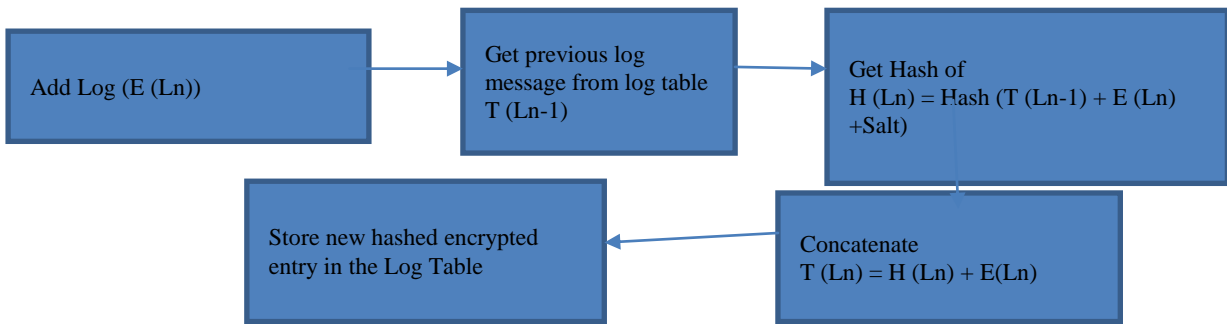 Add Log (E (Ln))
Get previous log
message from log table
T (Ln-1)
Get Hash of
H (Ln) = Hash (T (Ln-1) + E (Ln)
+Salt)
Concatenate
T (Ln) = H (Ln) + E(Ln)
Store new hashed encrypted
entry in the Log Table